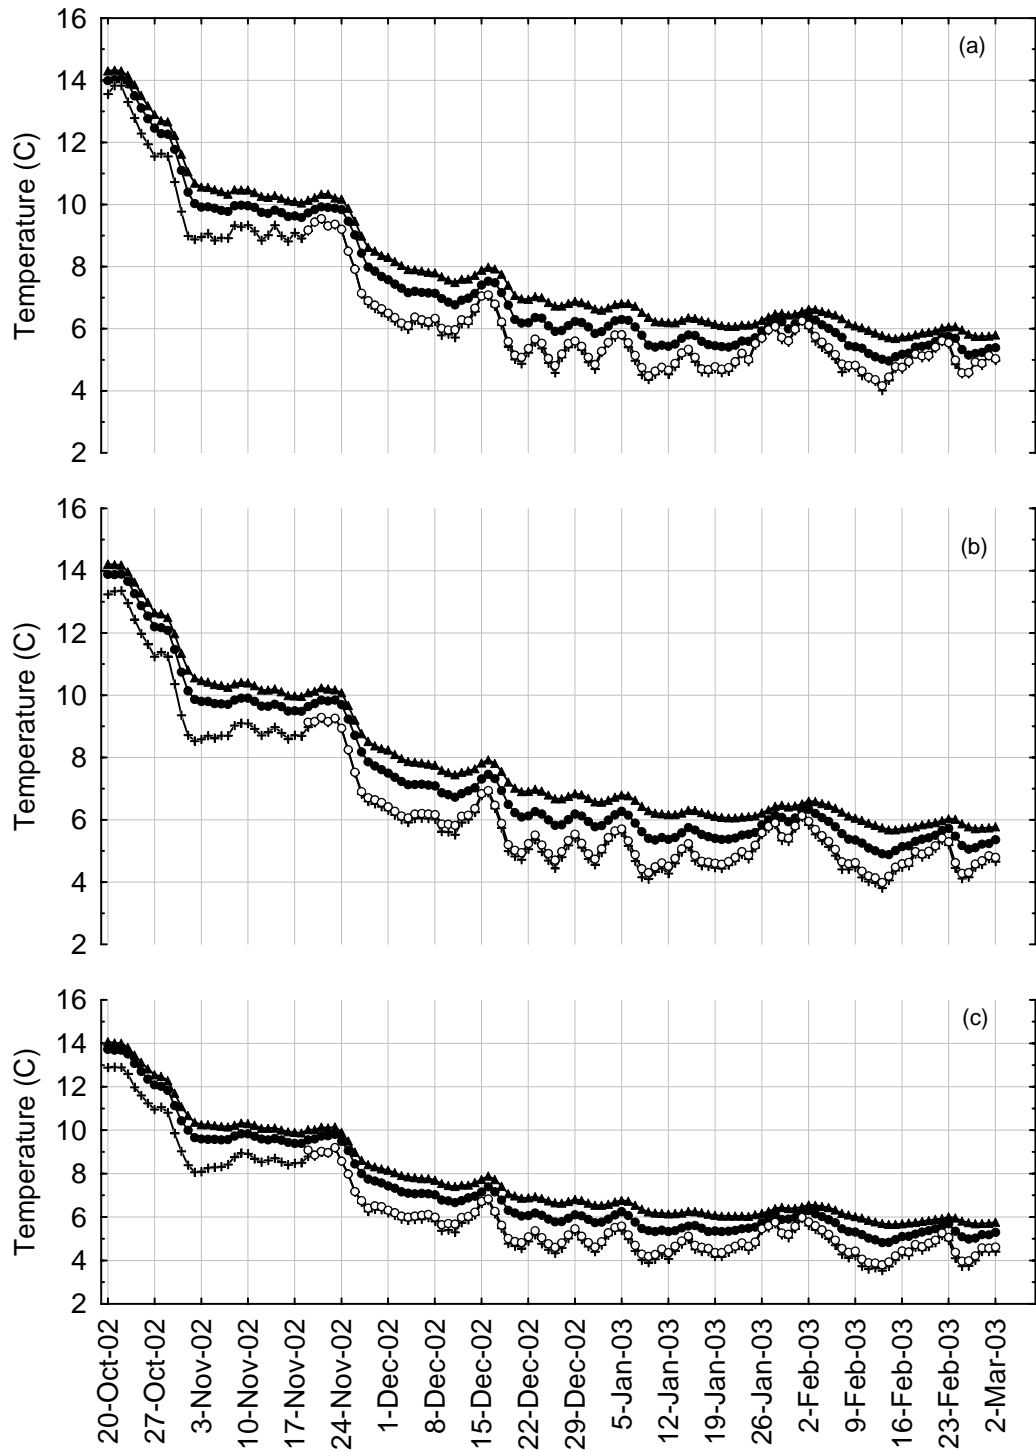 (a)
Temperature (C)
16
14
12
10
8
6
4
2
(b)
Temperature (C)
16
14
12
10
8
6
4
2
(c)
Temperature (C)
16
14
12
10
8
6
4
2
20-Oct-02
27-Oct-02
3-Nov-02
10-Nov-02
17-Nov-02
24-Nov-02
1-Dec-02
8-Dec-02
15-Dec-02
22-Dec-02
29-Dec-02
5-Jan-03
12-Jan-03
19-Jan-03
26-Jan-03
2-Feb-03
9-Feb-03
16-Feb-03
23-Feb-03
2-Mar-03